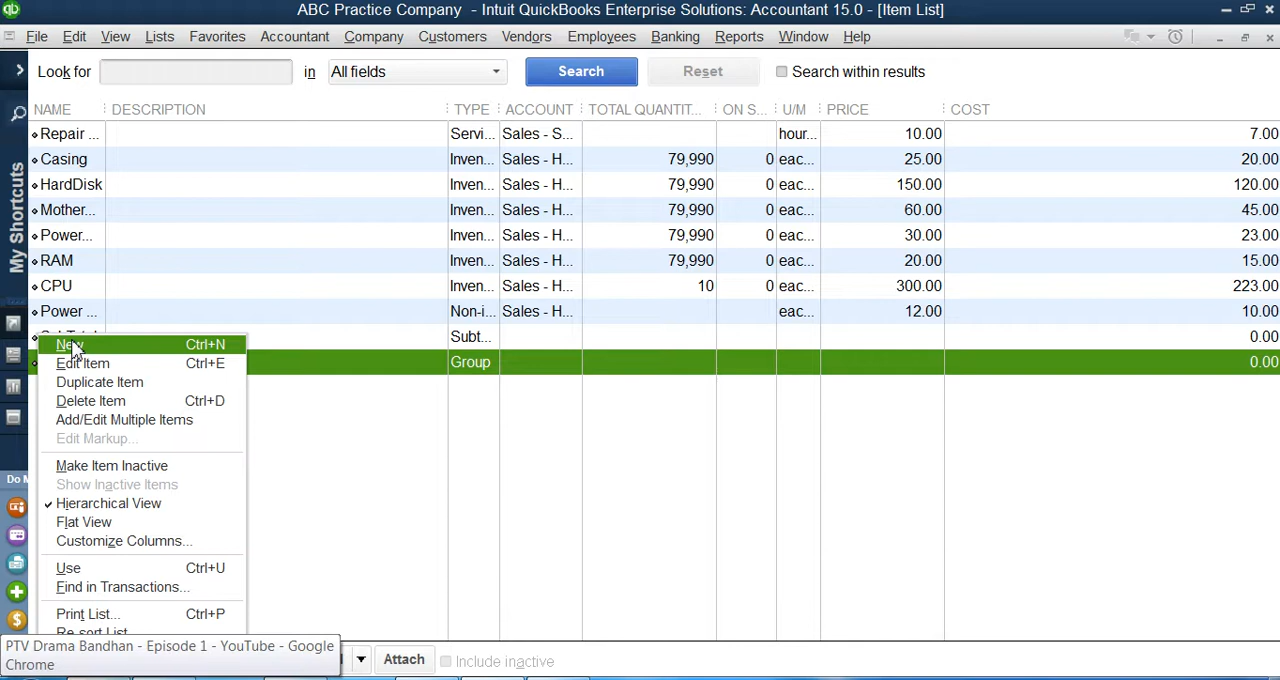 qb ABC Practice Company - Intuit QuickBooks Enterprise Solutions: Accountant 15.0 - [Item List]
File Edit View Lists Favorites Accountant Company Customers Vendors Employees Banking Reports Window Help
Look for in All fields Search Reset Search within results
NAME DESCRIPTION TYPE ACCOUNT TOTAL QUANTIT... ON S... U/M PRICE COST
Repair ... Servi... Sales - S... hour... 10.00 7.00
Casing Inven... Sales - H... 79,990 0 eac... 25.00 20.00
HardDisk Inven... Sales - H... 79,990 0 eac... 150.00 120.00
Mother... Inven... Sales - H... 79,990 0 eac... 60.00 45.00
Power... Inven... Sales - H... 79,990 0 eac... 30.00 23.00
RAM Inven... Sales - H... 79,990 0 eac... 20.00 15.00
CPU Inven... Sales - H... 10 0 eac... 300.00 223.00
Power ... Non-i... Sales - H... eac... 12.00 10.00
Subt... 0.00
Group 0.00
My Shortcuts
New Ctrl+N
Edit Item Ctrl+E
Duplicate Item
Delete Item Ctrl+D
Add/Edit Multiple Items
Edit Markup...
Make Item Inactive
Show Inactive Items
✓ Hierarchical View
Flat View
Customize Columns...
Use Ctrl+U
Find in Transactions...
Print List... Ctrl+P
Re-sort List
Do M
PTV Drama Bandhan - Episode 1 - YouTube - Google
Chrome
Attach Include inactive